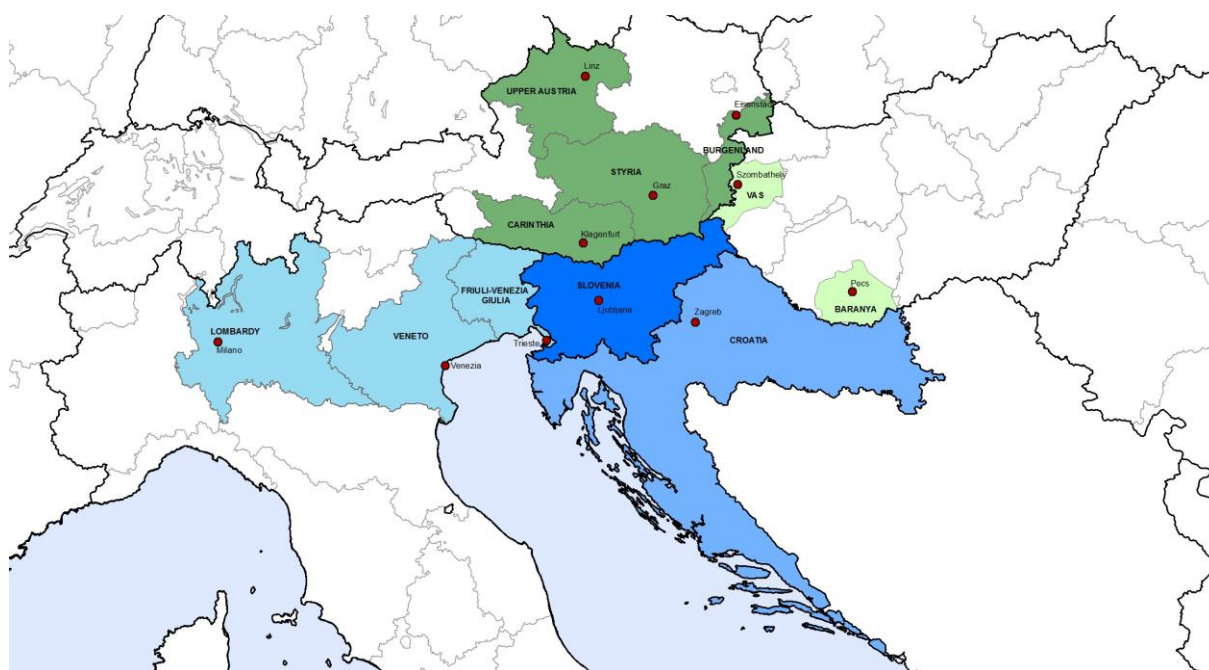 Linz
UPPER AUSTRIA
Eisenstadt
BURGENLAND
STYRIA
Szombathely
VAS
Graz
CARINTHIA
Klagenfurt
FRIULI-VENEZIA
GIULIA
SLOVENIA
Ljubljana
Pecs
BARANYA
Zagreb
LOMBARDY
Milano
VENETO
Trieste
CROATIA
Venezia